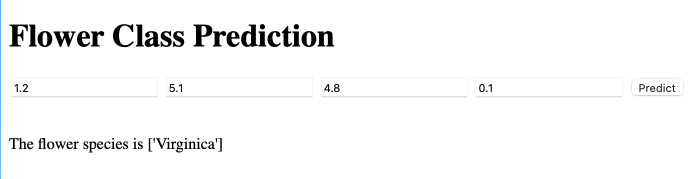 Flower Class Prediction
1.2 5.1 4.8 0.1 Predict
The flower species is ['Virginica']